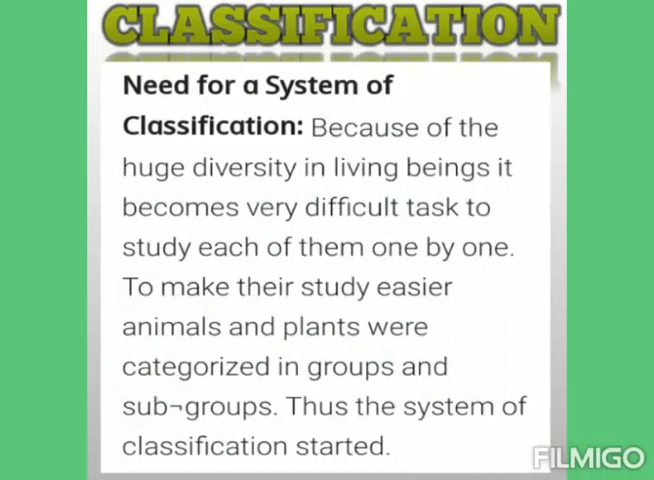 CLASSIFICATION
Need for a System of
Classification: Because of the
huge diversity in living beings it
becomes very difficult task to
study each of them one by one.
To make their study easier
animals and plants were
categorized in groups and
sub¬groups. Thus the system of
classification started.
FILMIGO